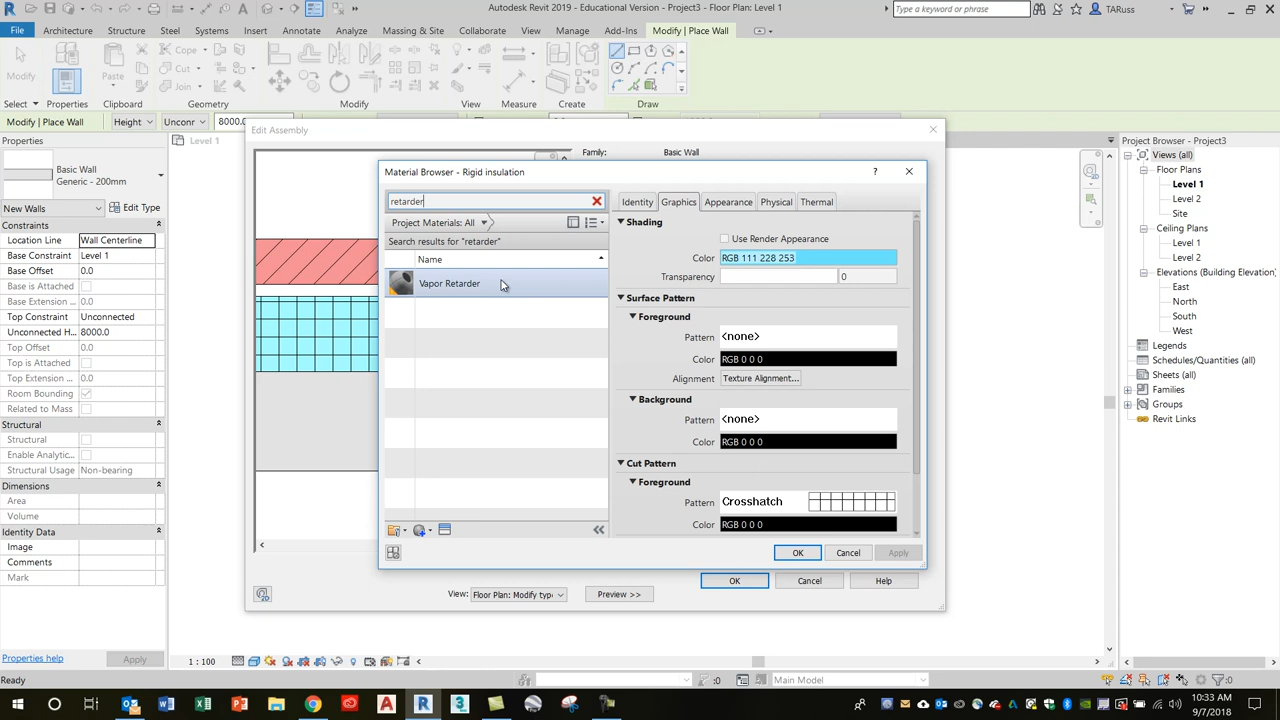 Autodesk Revit 2019 - Educational Version - Project3 - Floor Plan: Level 1
Type a keyword or phrase
TARuss
File Architecture Structure Steel Systems Insert Annotate Analyze Massing & Site Collaborate View Manage Add-Ins Modify | Place Wall
Modify Paste Cope Cut Join
Select Properties Clipboard Geometry Modify View Measure Create Draw
Modify | Place Wall Height Unconr 8000.0
Properties
Basic Wall
Generic - 200mm
New Walls Edit Type
Constraints
Location Line Wall Centerline
Base Constraint Level 1
Base Offset 0.0
Base is Attached
Base Extension ... 0.0
Top Constraint Unconnected
Unconnected H... 8000.0
Top Offset 0.0
Top is Attached
Top Extension ... 0.0
Room Bounding
Related to Mass
Structural
Structural
Enable Analytic...
Structural Usage Non-bearing
Dimensions
Area
Volume
Identity Data
Image
Comments
Mark
Properties help Apply
Level 1
Edit Assembly
Family: Basic Wall
Material Browser - Rigid insulation
?
retarder
Project Materials: All
Search results for "retarder"
Name
Vapor Retarder
Identity Graphics Appearance Physical Thermal
Shading
Use Render Appearance
Color RGB 111 228 253
Transparency 0
Surface Pattern
Foreground
Pattern <none>
Color RGB 0 0 0
Alignment Texture Alignment...
Background
Pattern <none>
Color RGB 0 0 0
Cut Pattern
Foreground
Pattern Crosshatch
Color RGB 0 0 0
OK Cancel Apply
OK Cancel Help
View: Floor Plan: Modify type Preview >>
Project Browser - Project3
Views (all)
Floor Plans
Level 1
Level 2
Site
Ceiling Plans
Level 1
Level 2
Elevations (Building Elevation)
East
North
South
West
Legends
Schedules/Quantities (all)
Sheets (all)
Families
Groups
Revit Links
1 : 100
Ready :0 Main Model :0
10:33 AM
9/7/2018